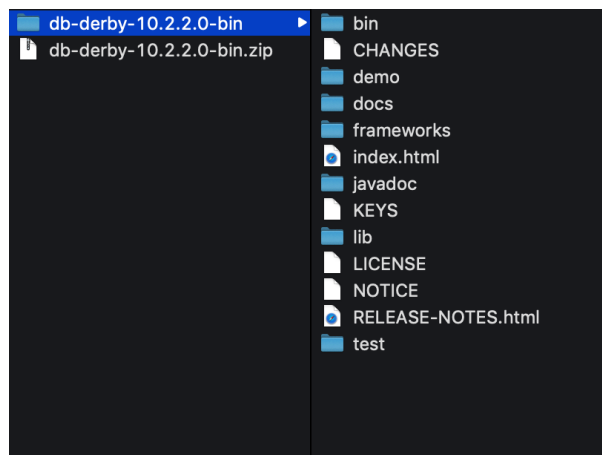 db-derby-10.2.2.0-bin
db-derby-10.2.2.0-bin.zip
bin
CHANGES
demo
docs
frameworks
index.html
javadoc
KEYS
lib
LICENSE
NOTICE
RELEASE-NOTES.html
test